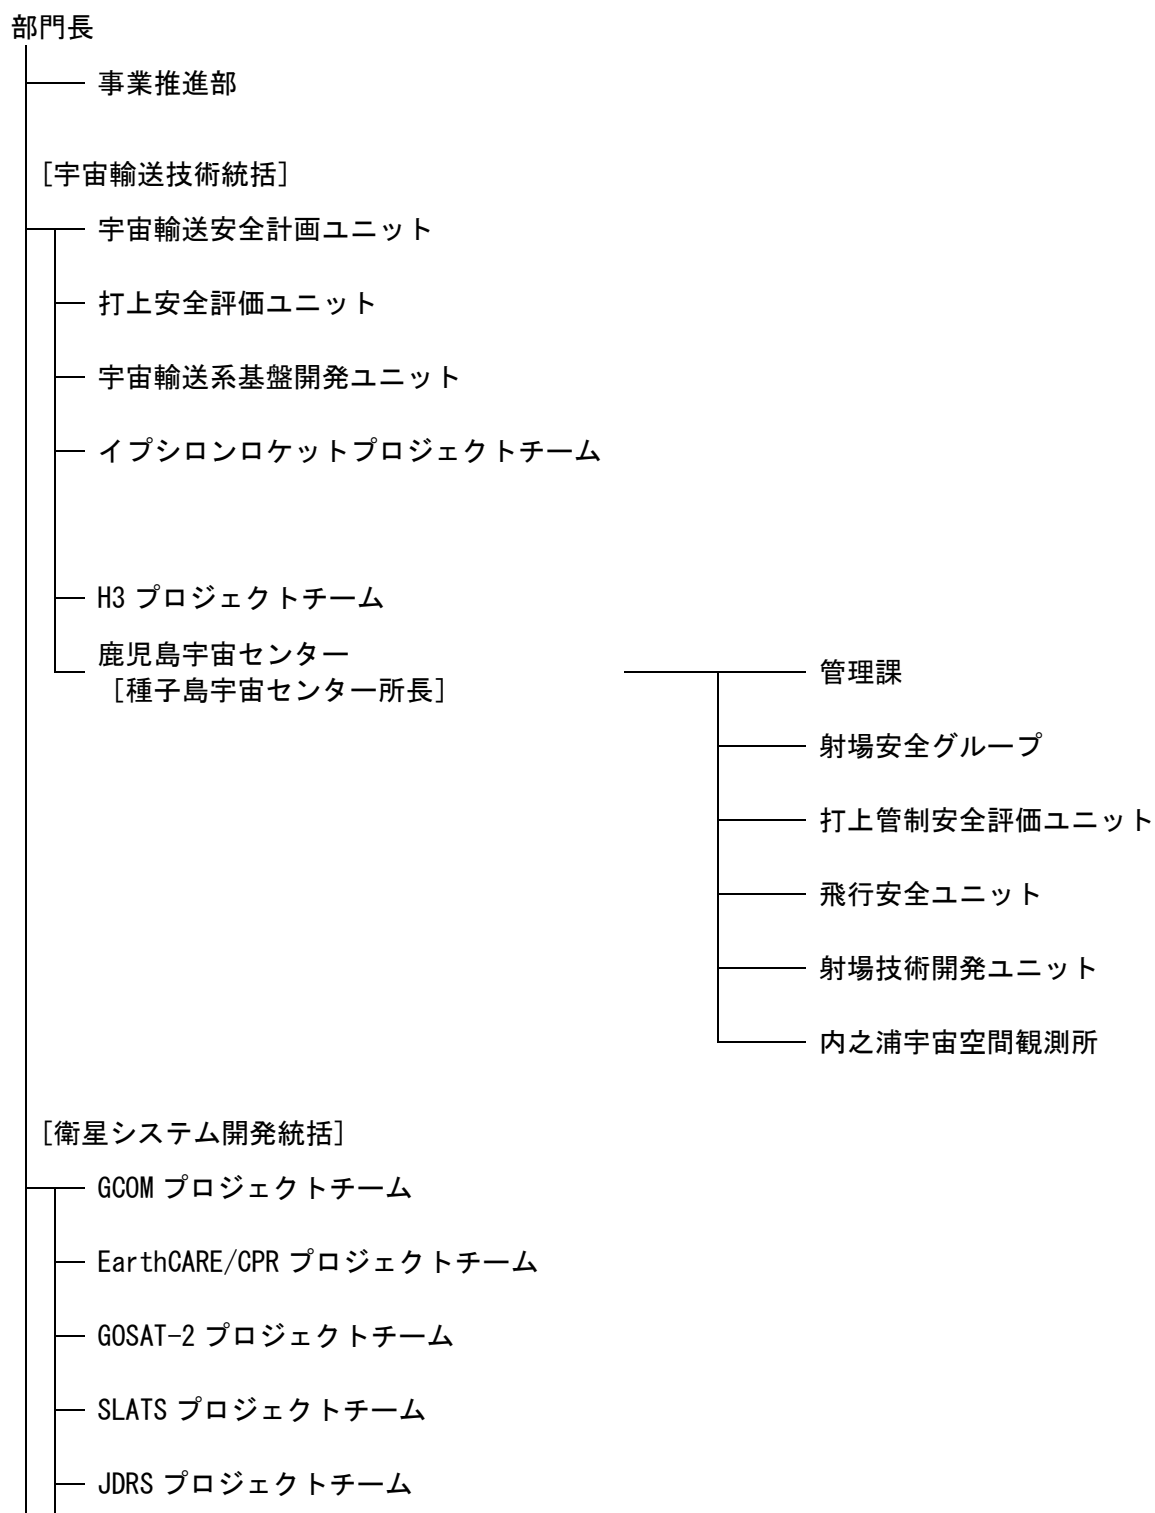 部門長
事業推進部
[宇宙輸送技術統括]
宇宙輸送安全計画ユニット
打上安全評価ユニット
宇宙輸送系基盤開発ユニット
イプシロンロケットプロジェクトチーム
H3 プロジェクトチーム
鹿児島宇宙センター
[種子島宇宙センター所長]
管理課
射場安全グループ
打上管制安全評価ユニット
飛行安全ユニット
射場技術開発ユニット
内之浦宇宙空間観測所
[衛星システム開発統括]
GCOM プロジェクトチーム
EarthCARE/CPR プロジェクトチーム
GOSAT-2 プロジェクトチーム
SLATS プロジェクトチーム
JDRS プロジェクトチーム